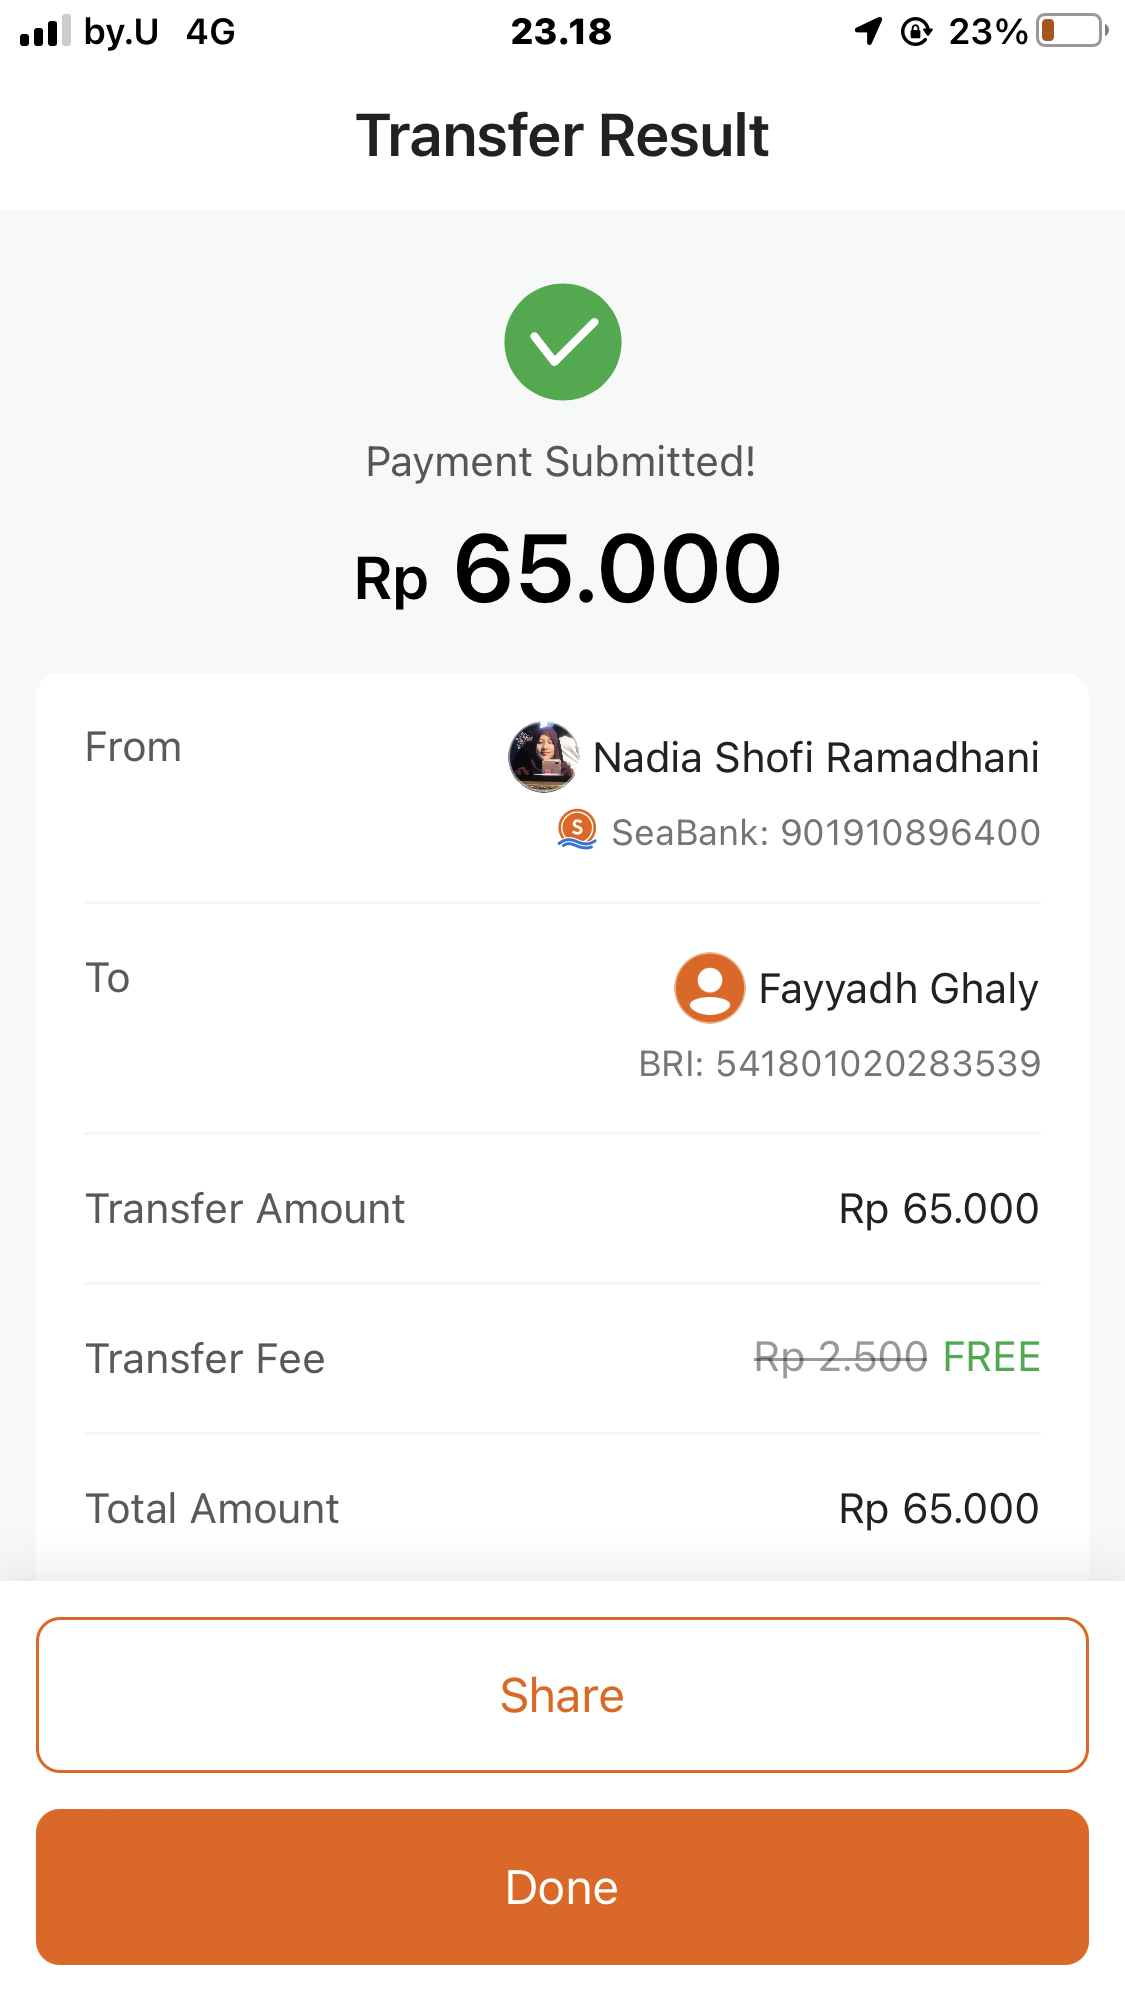 by.U 4G 23.18 23%
Transfer Result
Payment Submitted!
Rp 65.000
From Nadia Shofi Ramadhani
S SeaBank: 901910896400
To Fayyadh Ghaly
BRI: 541801020283539
Transfer Amount Rp 65.000
Transfer Fee Rp 2.500 FREE
Total Amount Rp 65.000
Share
Done